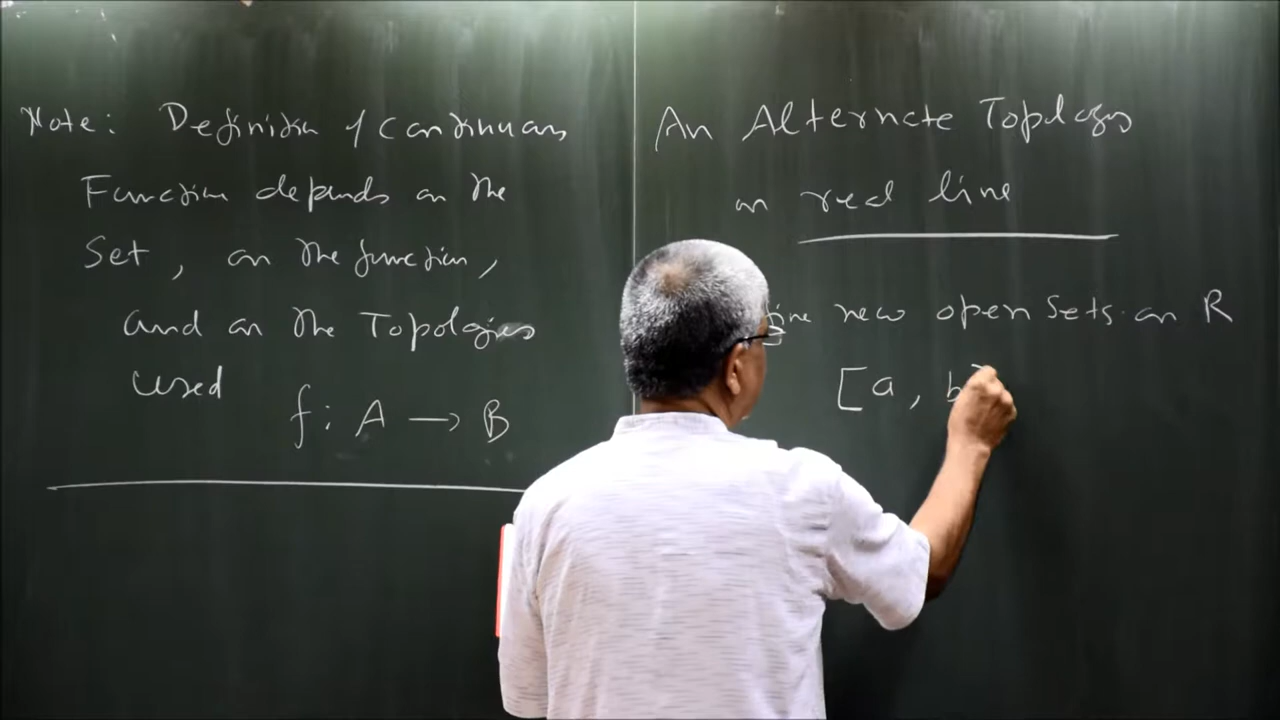 Note: Definition of Continuous
Function depends on the
Set, on the function,
and on the Topologies
used
f: A → B
An Alternate Topology
on real line
fine new open Sets on R
[a, b